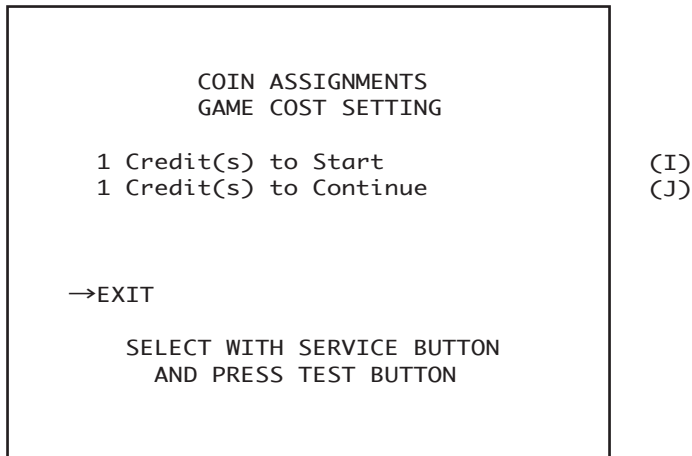 COIN ASSIGNMENTS
GAME COST SETTING
1 Credit(s) to Start (I)
1 Credit(s) to Continue (J)
→EXIT
SELECT WITH SERVICE BUTTON
AND PRESS TEST BUTTON